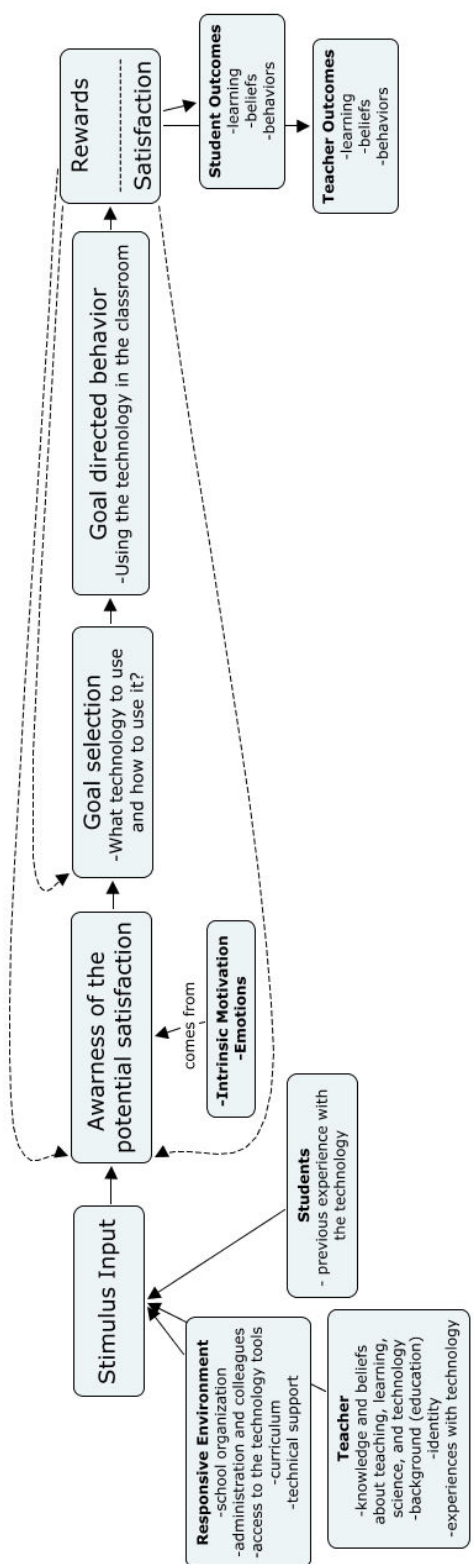 Stimulus Input
Awarness of the
potential satisfaction
Goal selection
-What technology to use
and how to use it?
Goal directed behavior
-Using the technology in the classroom
Rewards
Satisfaction
comes from
-Intrinsic Motivation
-Emotions
Responsive Environment
-school organization
-administration and colleagues
-access to the technology tools
-curriculum
-technical support
Teacher
-knowledge and beliefs
about teaching, learning,
science, and technology
-background (education)
-identity
-experiences with technology
Students
- previous experience with
the technology
Student Outcomes
-learning
-beliefs
-behaviors
Teacher Outcomes
-learning
-beliefs
-behaviors